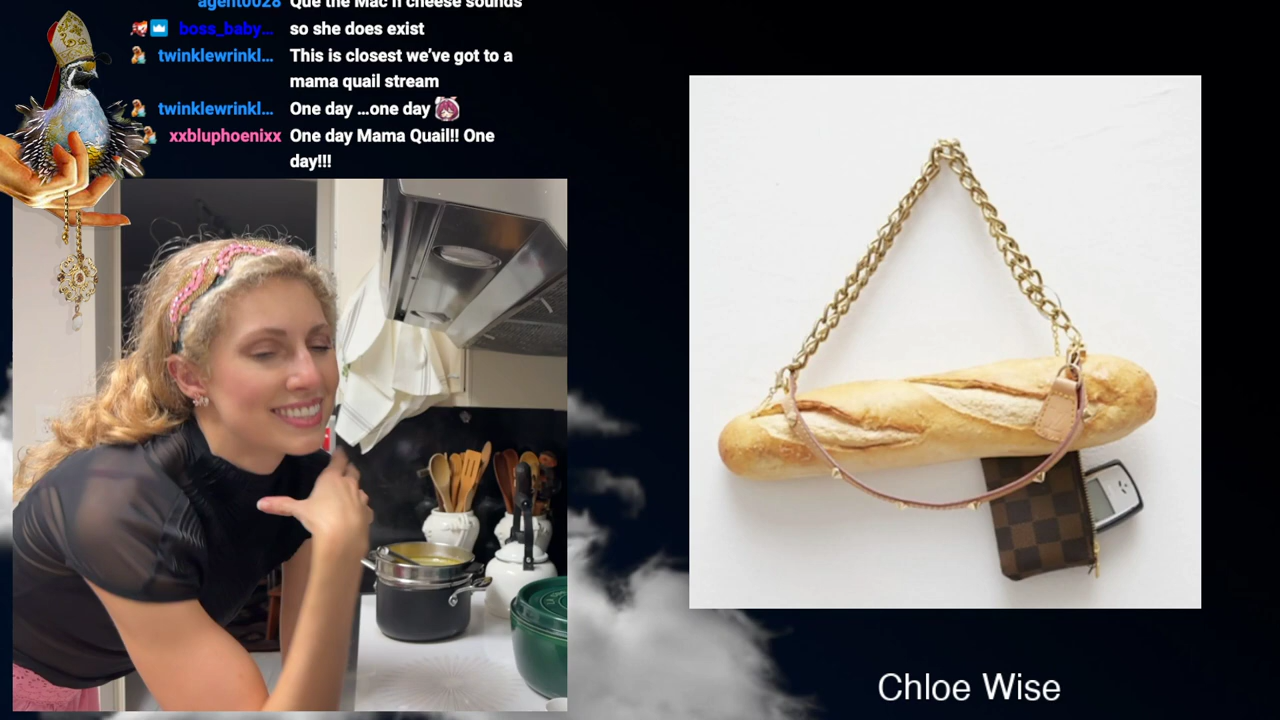 agent0028 Que the Mac n cheese sounds
boss_baby... so she does exist
twinklewrinkl... This is closest we've got to a
mama quail stream
twinklewrinkl... One day ...one day
xxbluphoenixx One day Mama Quail!! One
day!!!
Chloe Wise